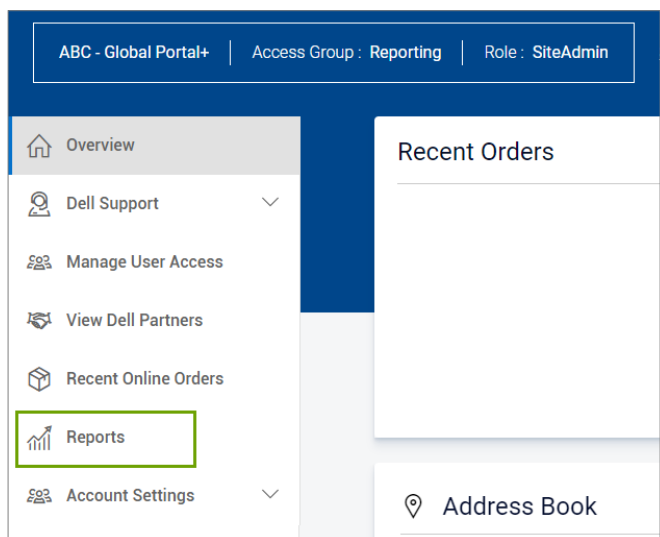 ABC - Global Portal+ | Access Group : Reporting | Role : SiteAdmin
Overview
Dell Support
Manage User Access
View Dell Partners
Recent Online Orders
Reports
Account Settings
Recent Orders
Address Book